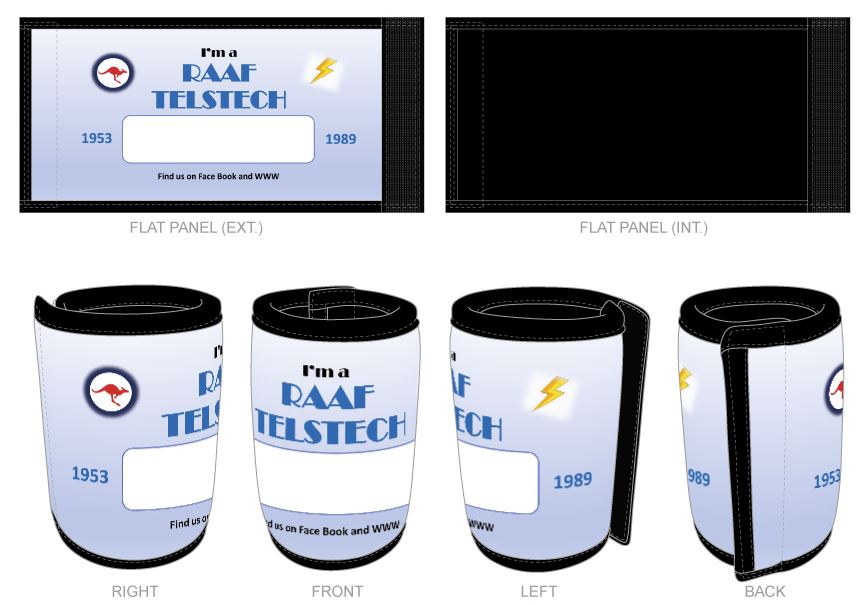 I'm a
RAAF
TELSTECH
1953
1989
Find us on Face Book and WWW
FLAT PANEL (EXT.)
FLAT PANEL (INT.)
I'
RA
TELS
1953
Find us o
RIGHT
I'm a
RAAF
TELSTECH
d us on Face Book and WWW
FRONT
a
AF
ECH
1989
WWW
LEFT
989
1953
BACK